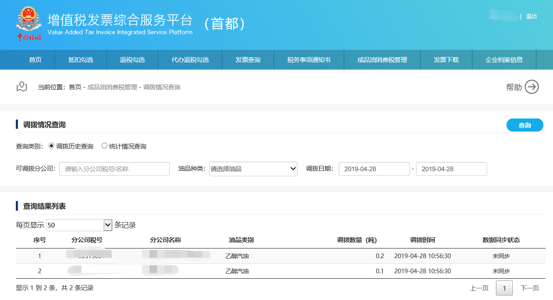 增值税发票综合服务平台 （首都）
Value Added Tax Invoice Integrated Service Platform
| 退出
首页 抵扣勾选 退税勾选 代办退税勾选 发票查询 税务事项通知书 成品油消费税管理 发票下载 企业档案信息
当前位置：首页 - 成品油消费税管理 - 调拨情况查询 帮助
调拨情况查询 查询
查询类别： 调拨历史查询 统计情况查询
可调拨分公司： 请输入分公司税号/名称 油品种类： 请选择油品 调拨日期： 2019-04-28 - 2019-04-28
查询结果列表
每页显示 50 条记录
序号 分公司税号 分公司名称 油品类别 调拨数量（吨） 调拨时间 数据同步状态
1 乙醇汽油 0.2 2019-04-28 10:56:30 未同步
2 乙醇汽油 0.1 2019-04-28 10:56:30 未同步
显示 1 到 2 条，共 2 条记录 上一页 1 下一页